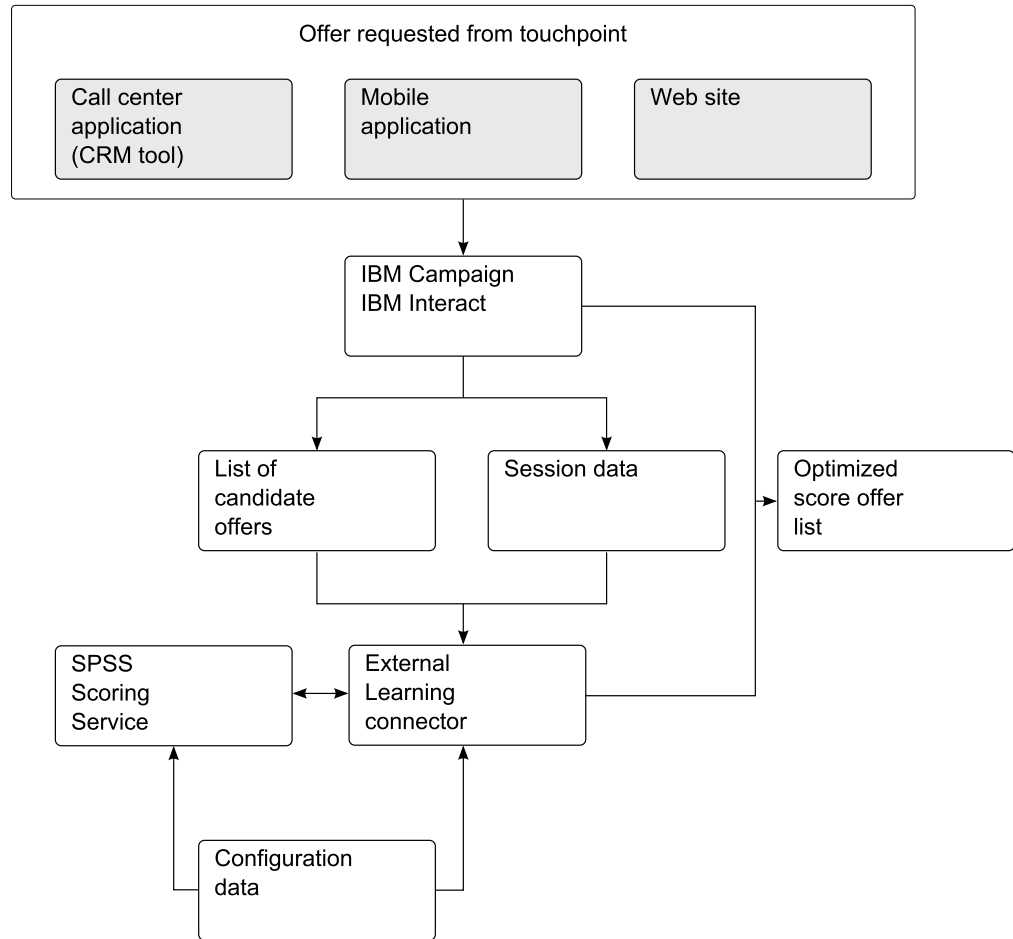 Offer requested from touchpoint
Call center
application
(CRM tool)
Mobile
application
Web site
IBM Campaign
IBM Interact
List of
candidate
offers
Session data
Optimized
score offer
list
SPSS
Scoring
Service
External
Learning
connector
Configuration
data